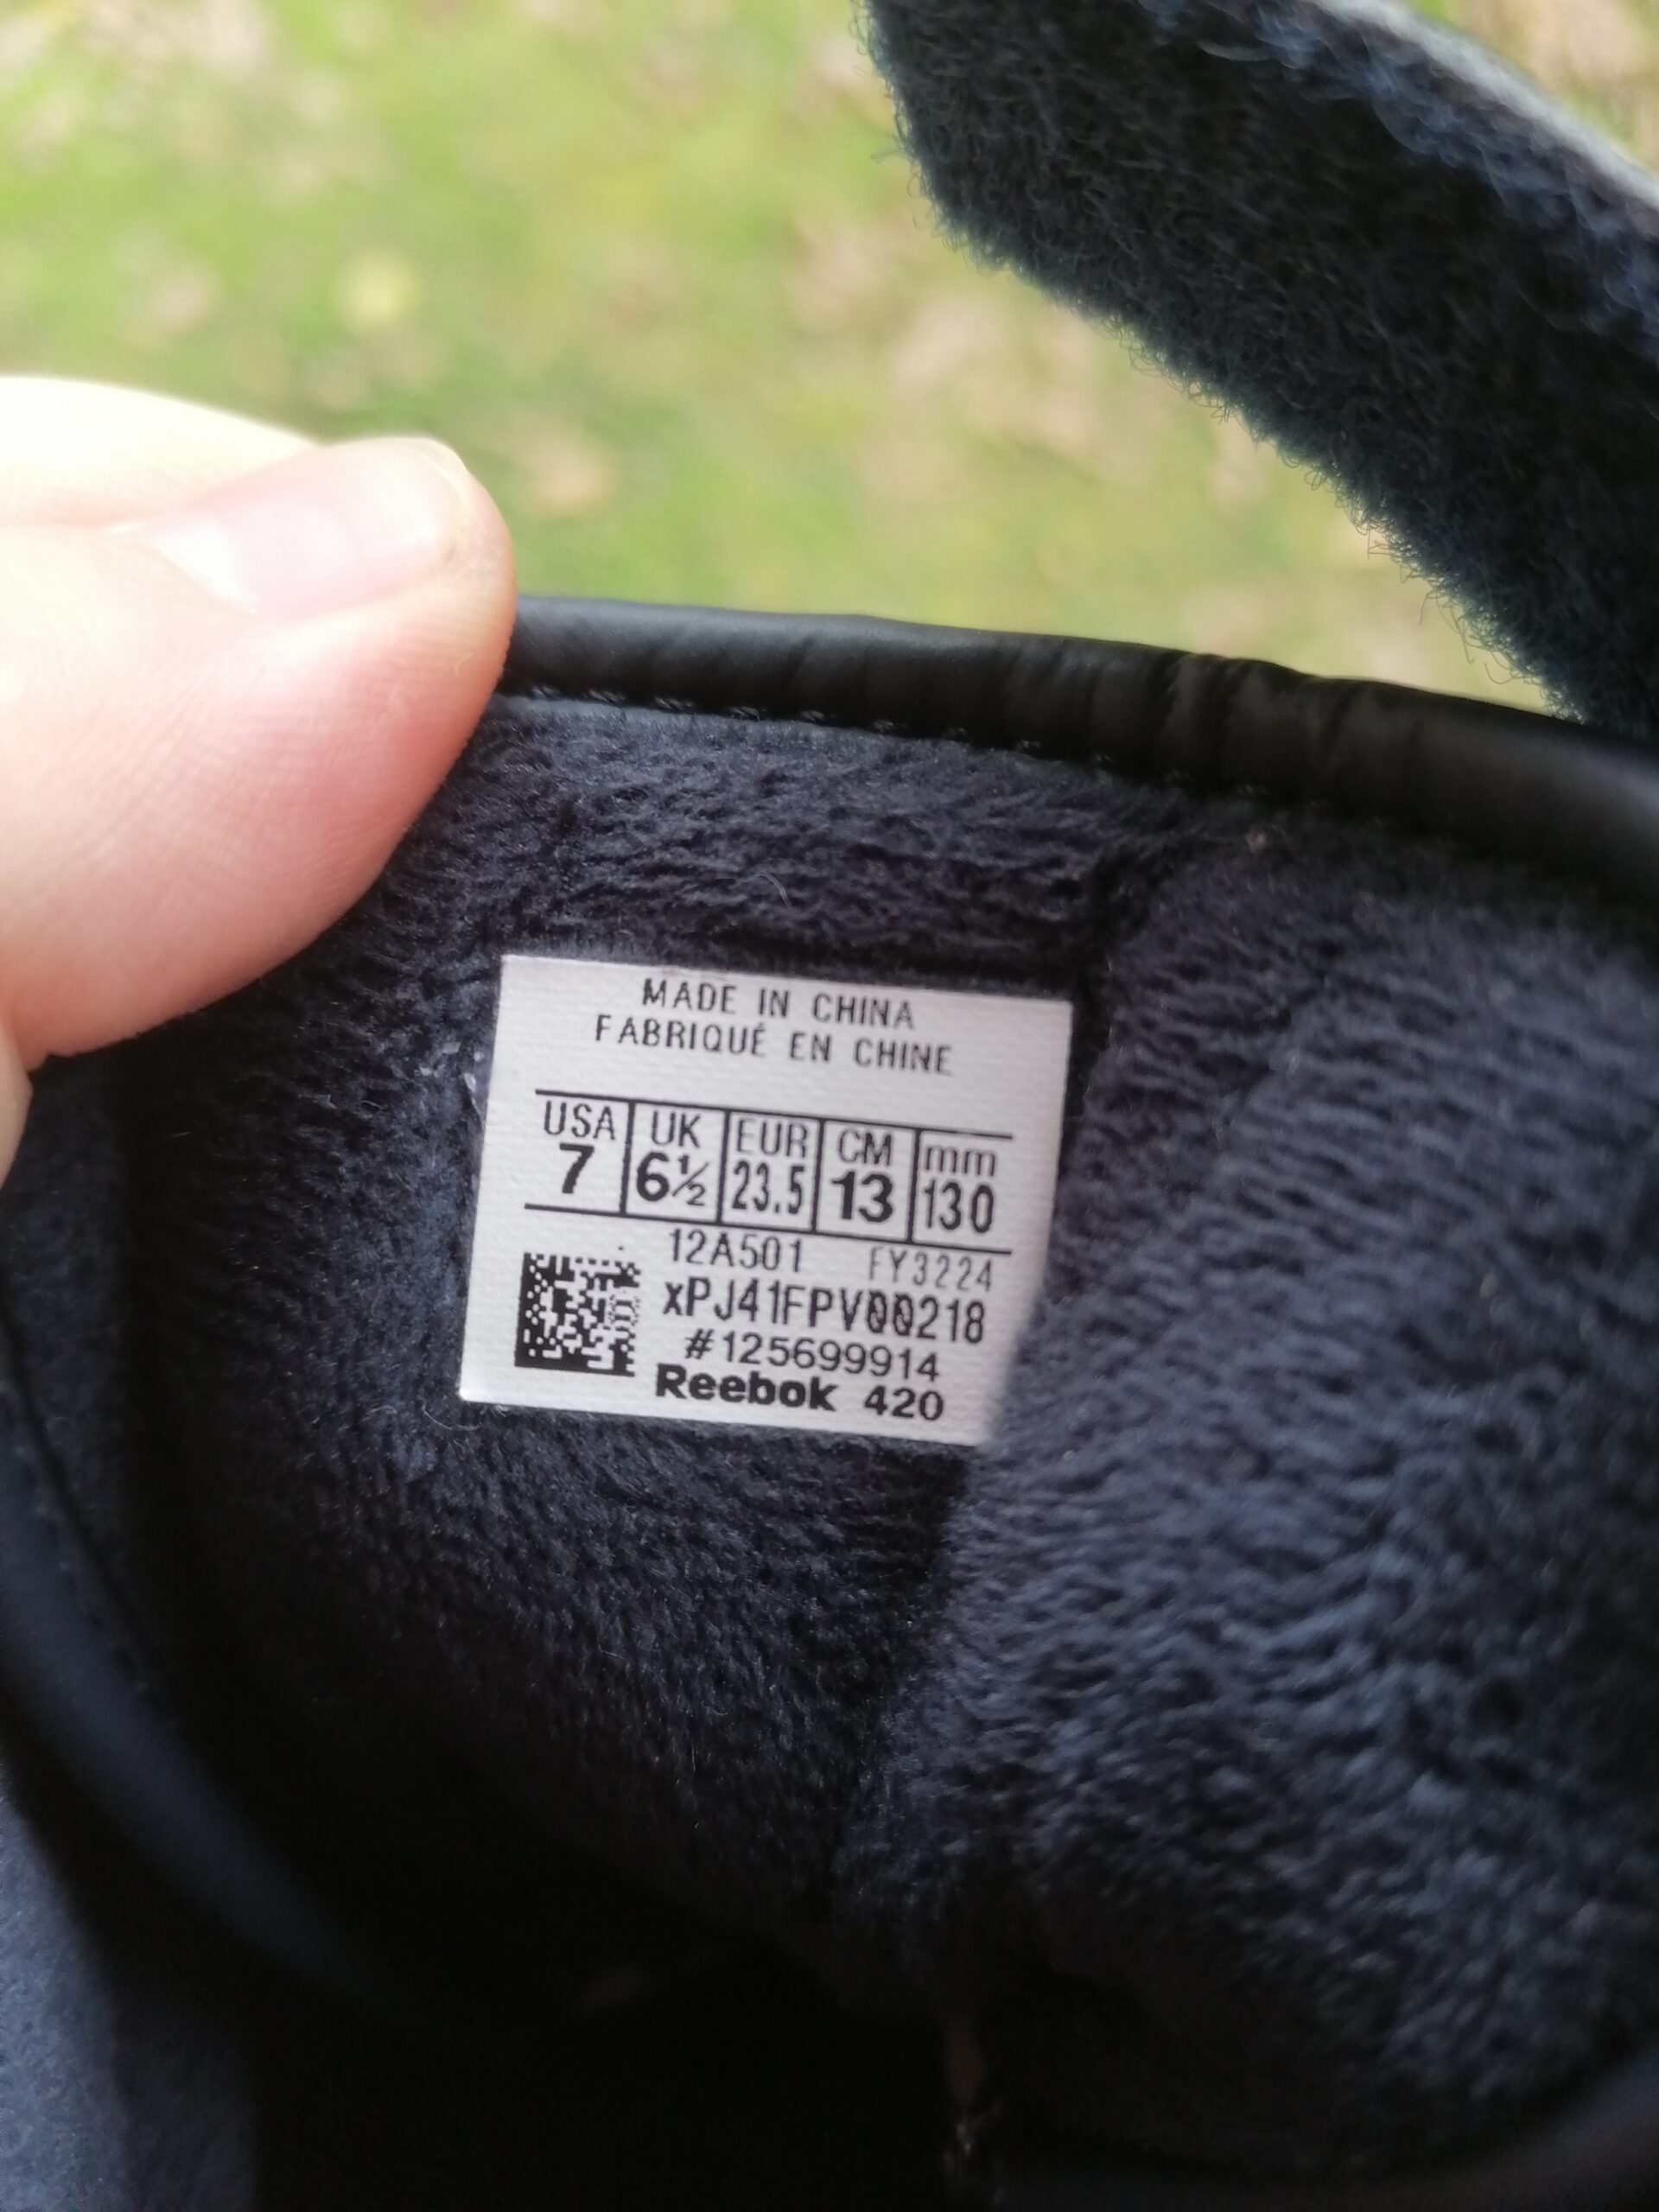 MADE IN CHINA
FABRIQUÉ EN CHINE
USA UK EUR CM mm
7 6½ 23.5 13 130
12A501 FY3224
xPJ41FPV00218
#125699914
Reebok 420